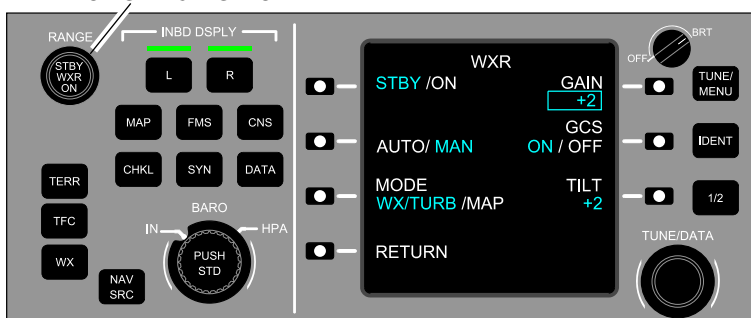 RANGE
STBY
WXR
ON
INBD DSPLY
L
R
MAP
FMS
CNS
CHKL
SYN
DATA
TERR
TFC
WX
NAV
SRC
BARO
IN
HPA
PUSH
STD
WXR
STBY /ON
GAIN
+2
GCS
AUTO/ MAN
ON / OFF
MODE
TILT
WX/TURB /MAP
+2
RETURN
OFF
BRT
TUNE/
MENU
IDENT
1/2
TUNE/DATA